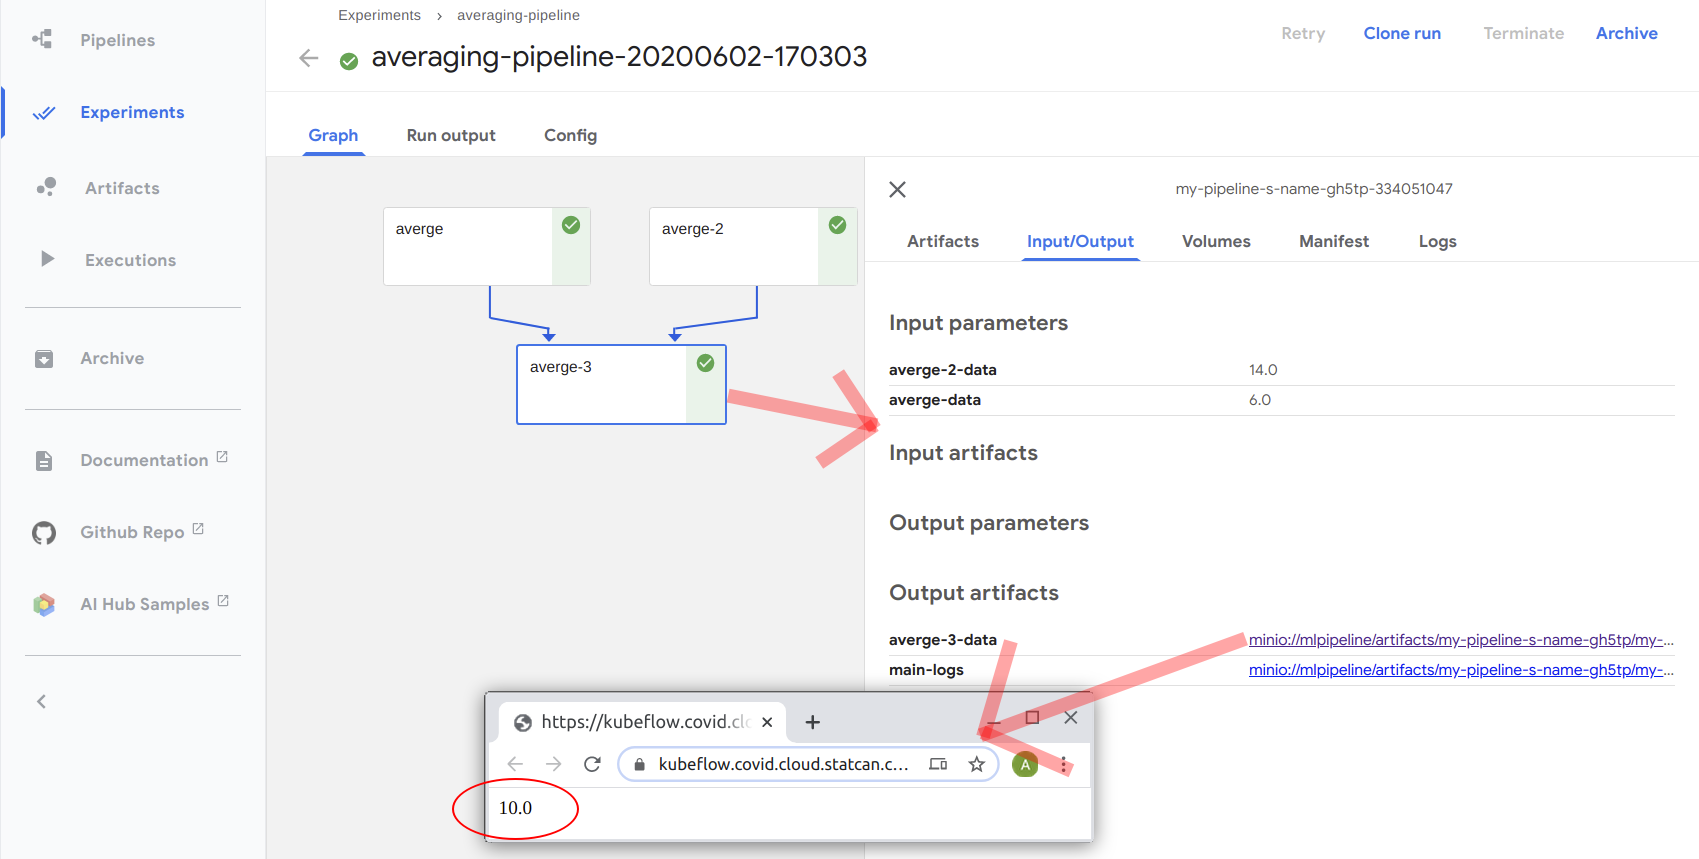 Pipelines
Experiments
Artifacts
Executions
Archive
Documentation
Github Repo
AI Hub Samples
Experiments › averaging-pipeline
averaging-pipeline-20200602-170303
Retry Clone run Terminate Archive
Graph Run output Config
averge
averge-2
averge-3
my-pipeline-s-name-gh5tp-334051047
Artifacts Input/Output Volumes Manifest Logs
Input parameters
averge-2-data 14.0
averge-data 6.0
Input artifacts
Output parameters
Output artifacts
averge-3-data minio://mlpipeline/artifacts/my-pipeline-s-name-gh5tp/my-...
main-logs minio://mlpipeline/artifacts/my-pipeline-s-name-gh5tp/my-...
https://kubeflow.covid.clo
kubeflow.covid.cloud.statcan.c...
A
10.0